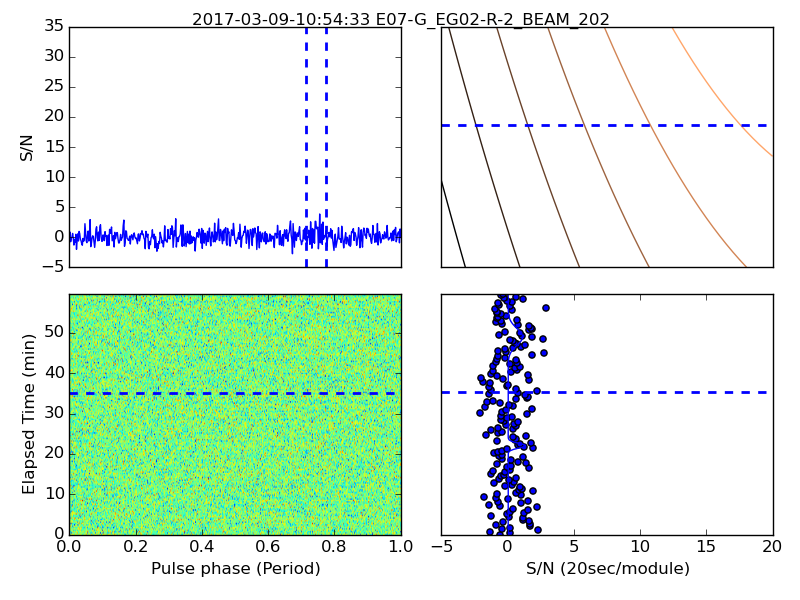 2017-03-09-10:54:33 E07-G_EG02-R-2_BEAM_202
35
30
25
20
15
10
5
0
−5
S/N
50
40
30
20
10
0
Elapsed Time (min)
0.0 0.2 0.4 0.6 0.8 1.0
Pulse phase (Period)
−5 0 5 10 15 20
S/N (20sec/module)